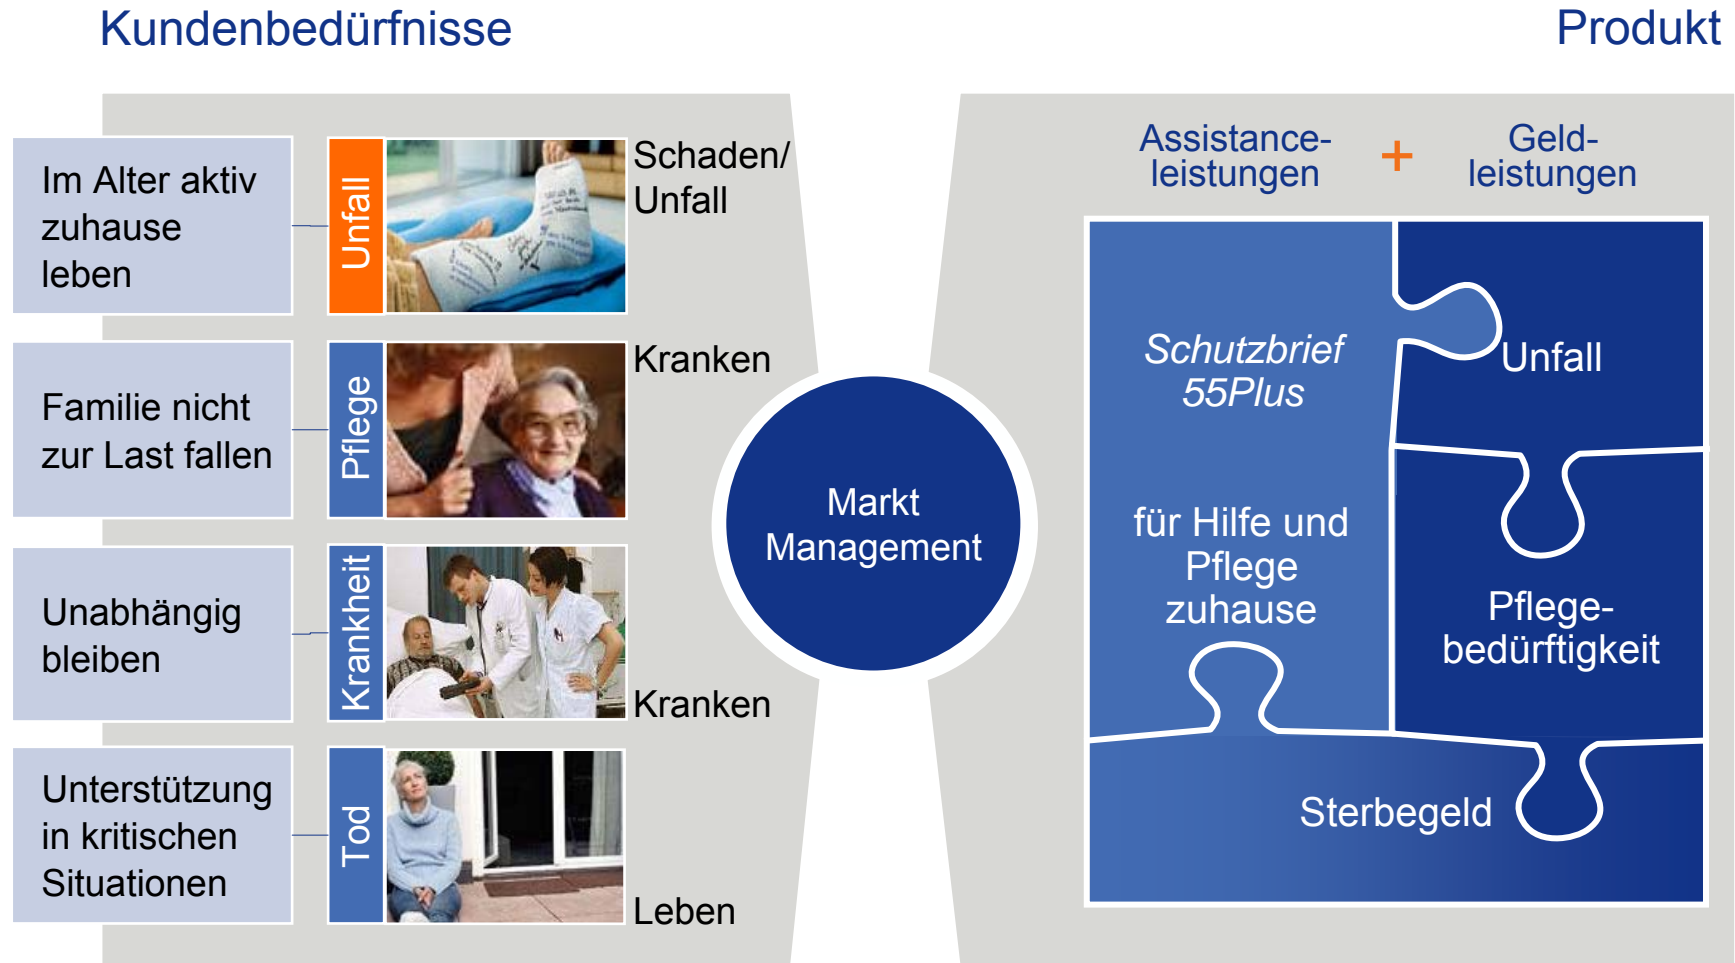 Kundenbedürfnisse
Produkt
Im Alter aktiv
zuhause
leben
Unfall
Schaden/
Unfall
Familie nicht
zur Last fallen
Pflege
Kranken
Unabhängig
bleiben
Krankheit
Kranken
Unterstützung
in kritischen
Situationen
Tod
Leben
Markt
Management
Assistance-
leistungen
+
Geld-
leistungen
Schutzbrief
55Plus
für Hilfe und
Pflege
zuhause
Unfall
Pflege-
bedürftigkeit
Sterbegeld